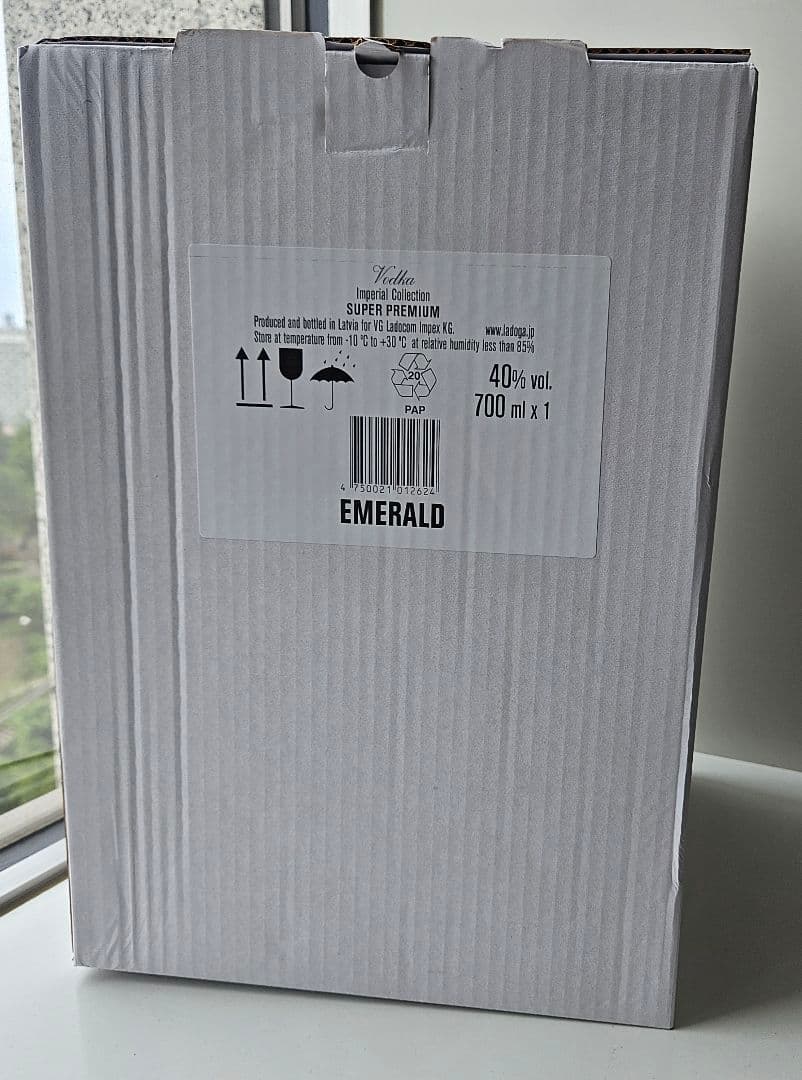 Vodka
Imperial Collection
SUPER PREMIUM
Produced and bottled in Latvia for VG Ladocom Impex KG. www.ladoga.jp
Store at temperature from -10 °C to +30 °C at relative humidity less than 85%
20
PAP
40% vol.
700 ml x 1
4 750021 012624
EMERALD